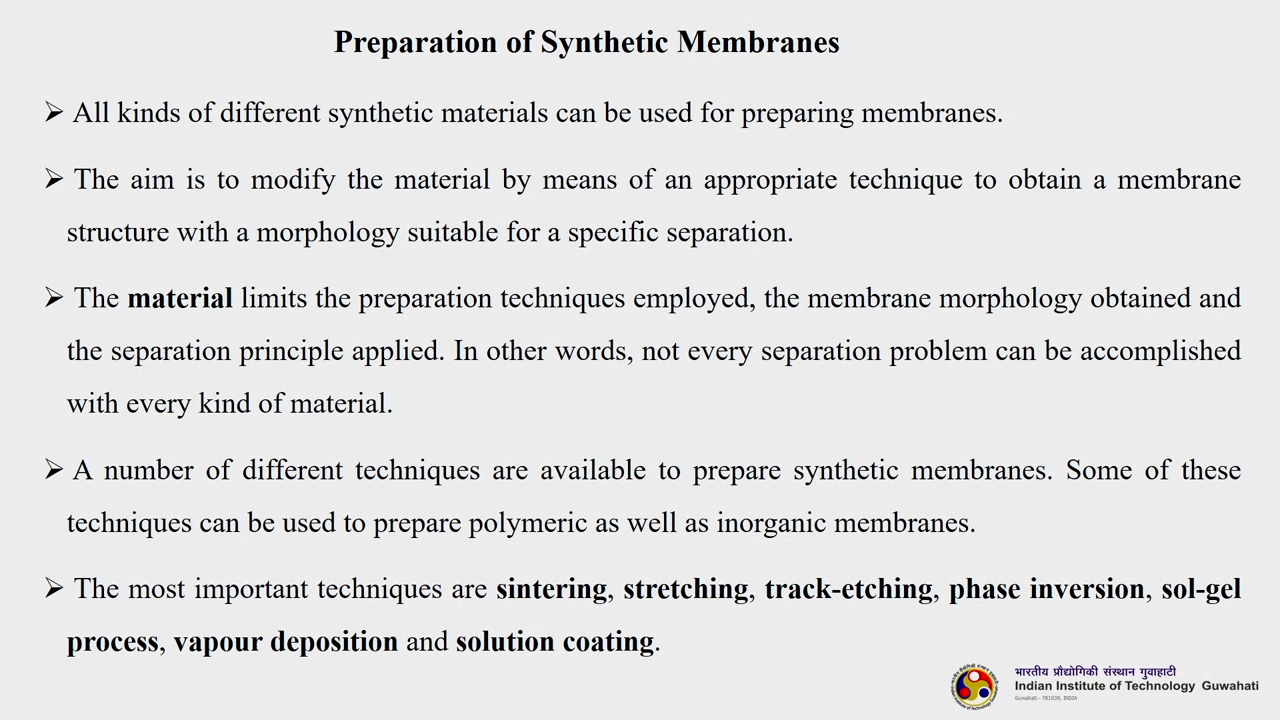 Preparation of Synthetic Membranes
➢ All kinds of different synthetic materials can be used for preparing membranes.
➢ The aim is to modify the material by means of an appropriate technique to obtain a membrane
structure with a morphology suitable for a specific separation.
➢ The material limits the preparation techniques employed, the membrane morphology obtained and
the separation principle applied. In other words, not every separation problem can be accomplished
with every kind of material.
➢ A number of different techniques are available to prepare synthetic membranes. Some of these
techniques can be used to prepare polymeric as well as inorganic membranes.
➢ The most important techniques are sintering, stretching, track-etching, phase inversion, sol-gel
process, vapour deposition and solution coating.
भारतीय प्रौद्योगिकी संस्थान गुवाहाटी
Indian Institute of Technology Guwahati
Guwahati - 781039, INDIA